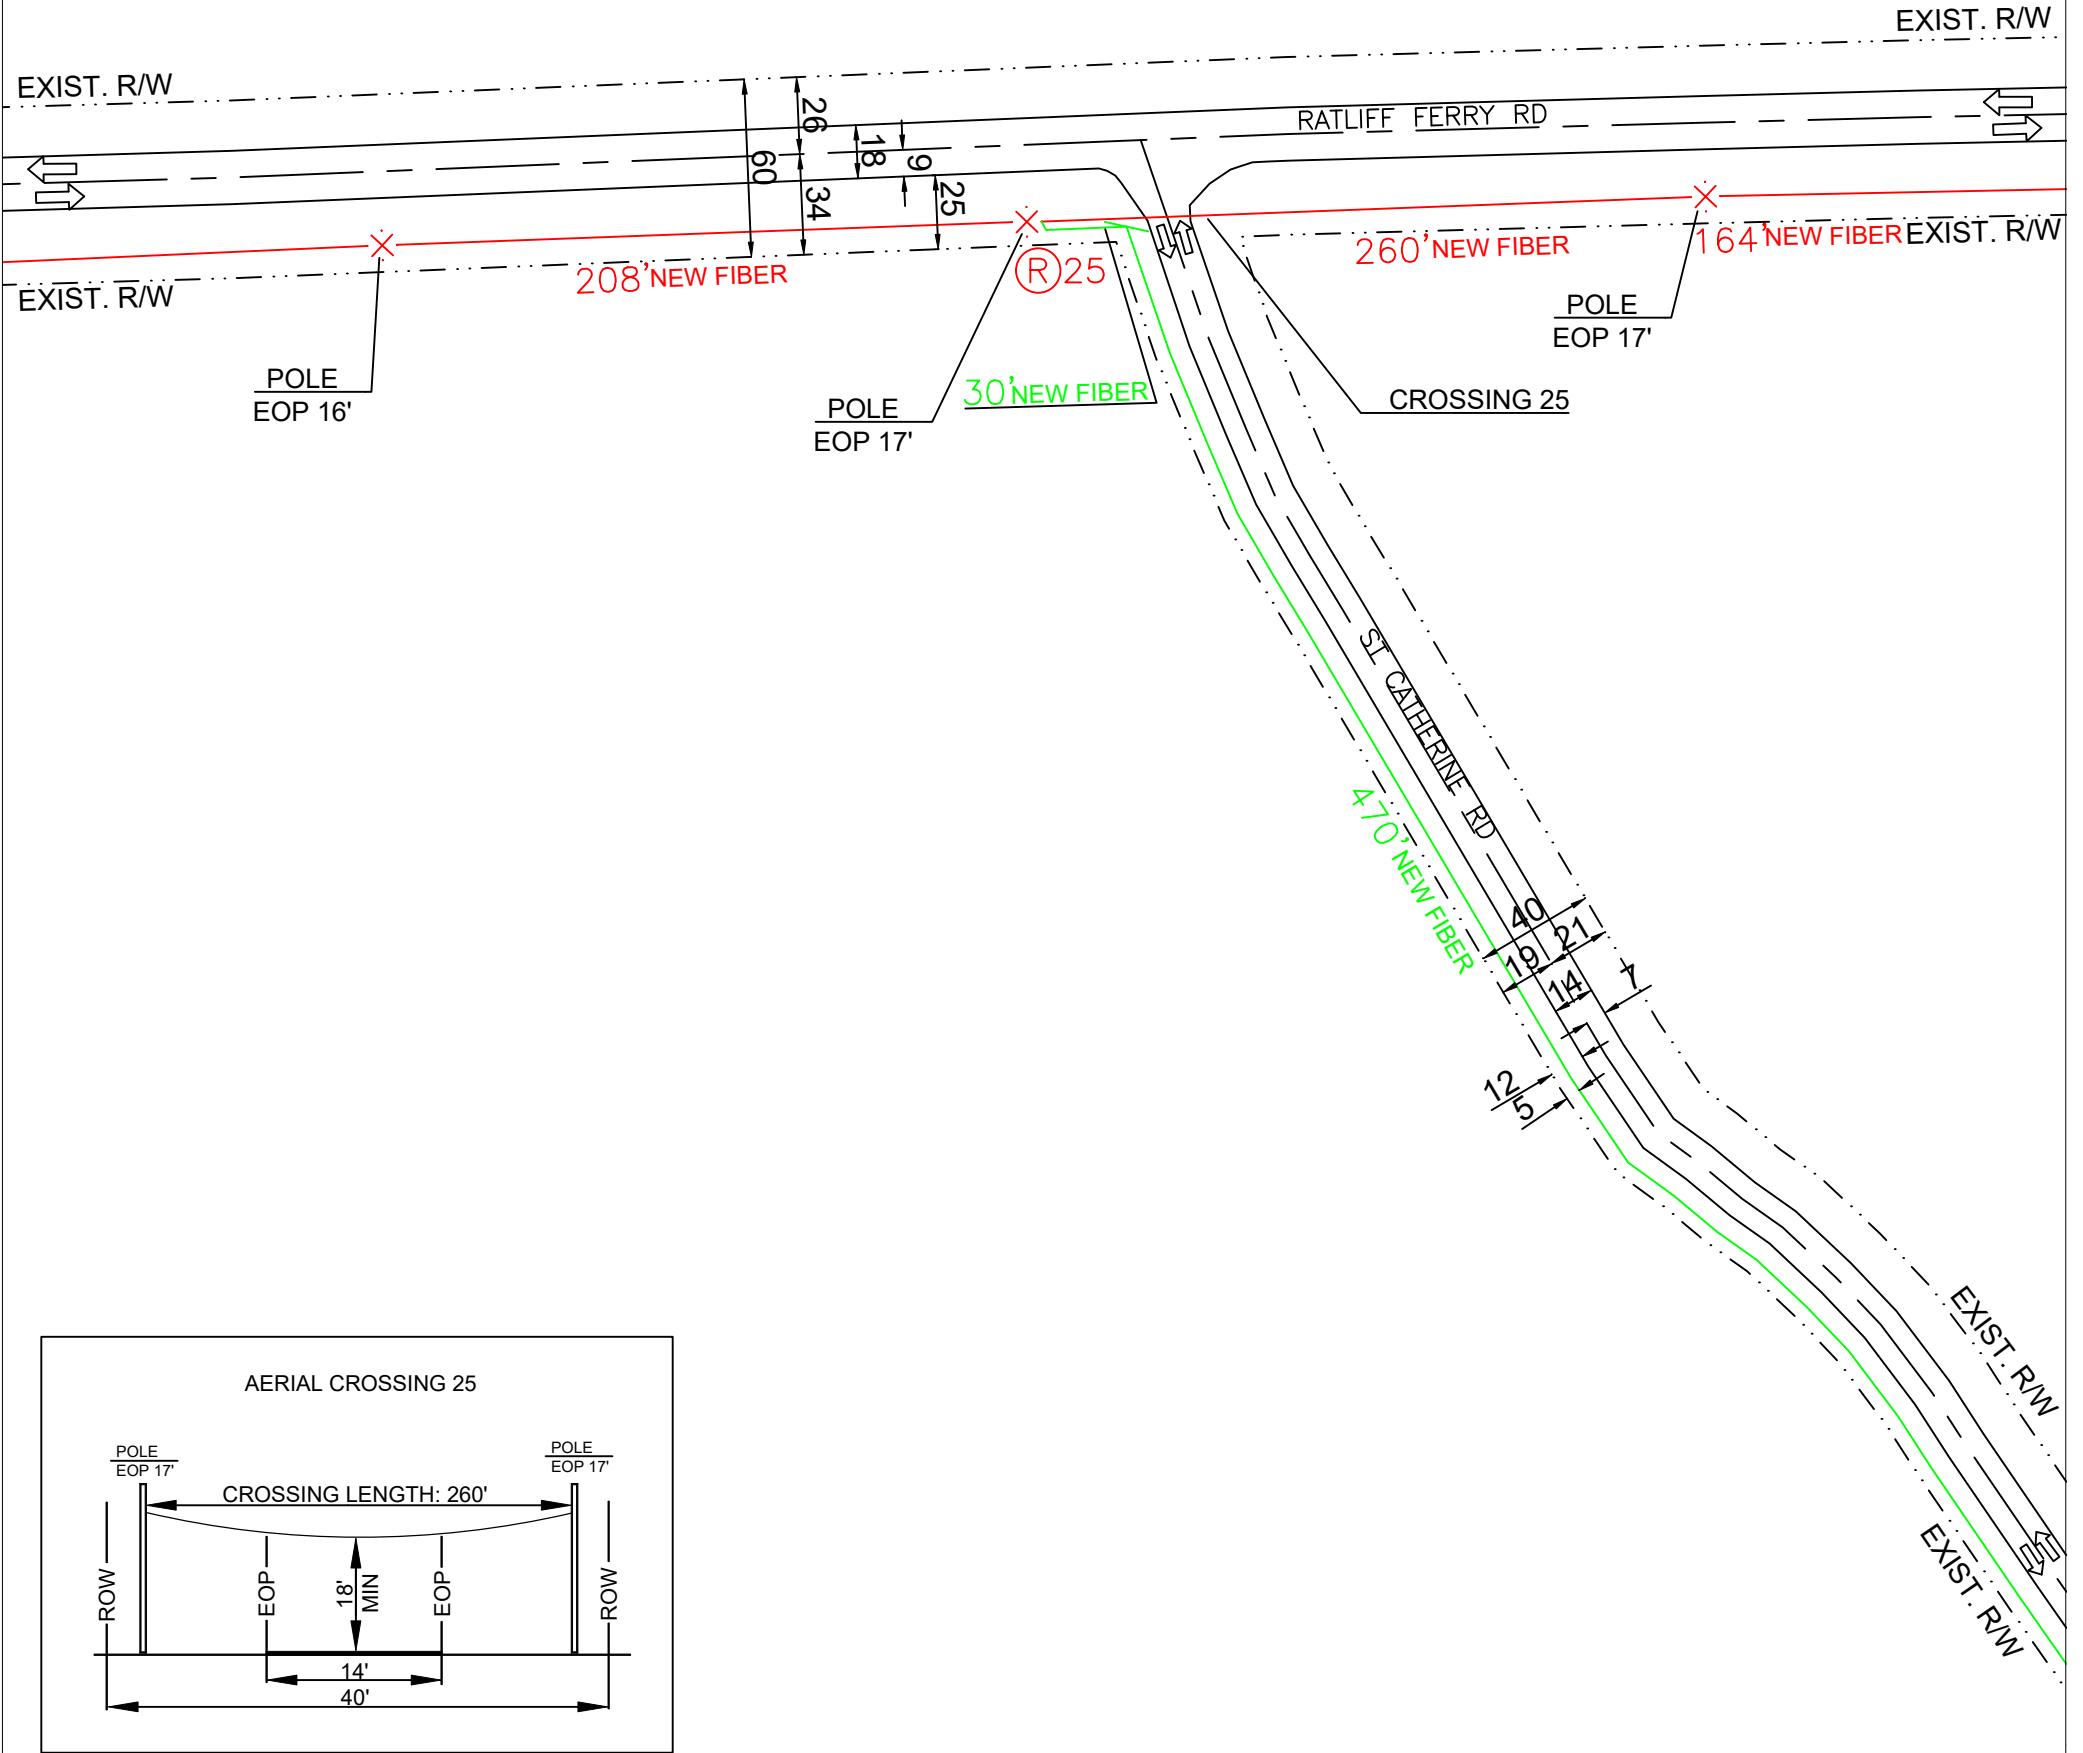 EXIST. R/W
EXIST. R/W
RATLIFF FERRY RD
26
60
18
9
34
25
EXIST. R/W
EXIST. R/W
208' NEW FIBER
R 25
260' NEW FIBER
164' NEW FIBER
POLE
EOP 17'
POLE
EOP 16'
POLE
EOP 17'
30' NEW FIBER
CROSSING 25
ST CATHERINE RD
470' NEW FIBER
40
21
19
14
7
12
5
EXIST. R/W
EXIST. R/W
AERIAL CROSSING 25
POLE
EOP 17'
POLE
EOP 17'
CROSSING LENGTH: 260'
ROW
EOP
18'
MIN
EOP
ROW
14'
40'